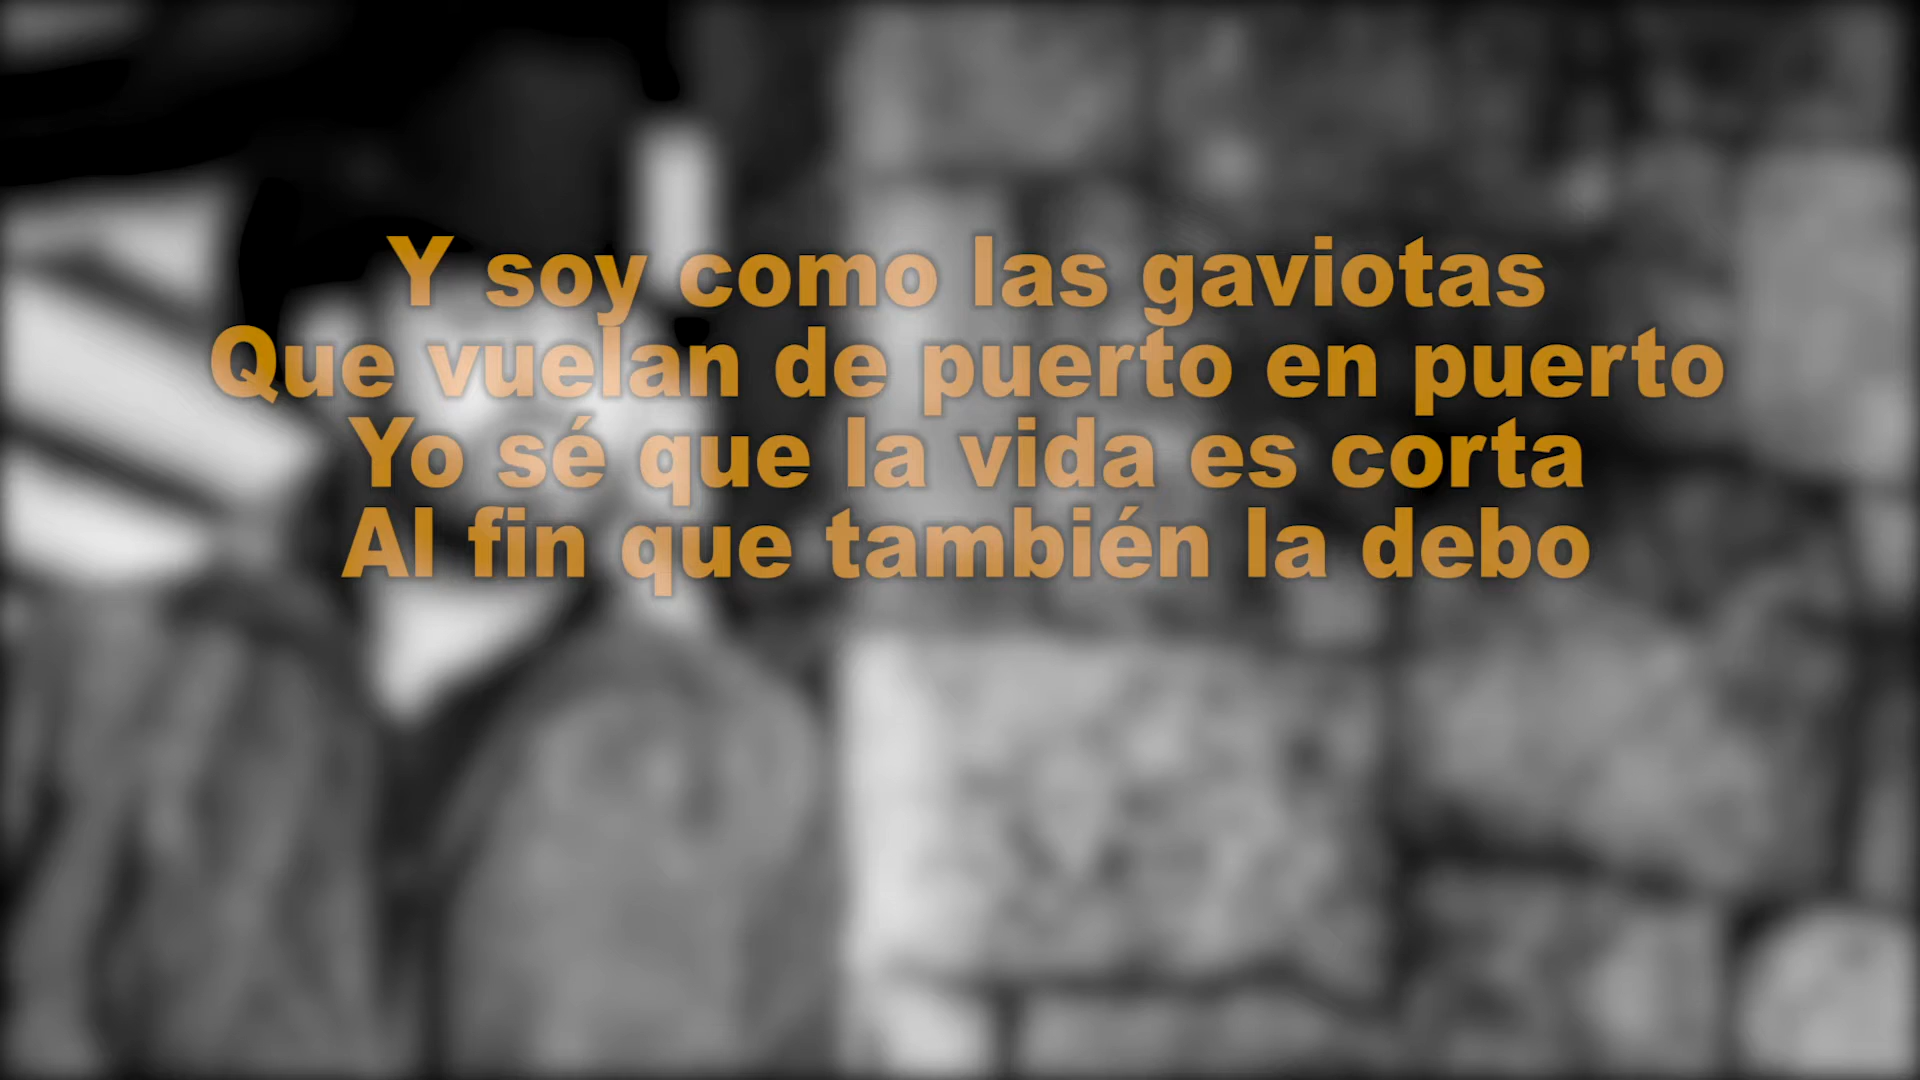 Y soy como las gaviotas
Que vuelan de puerto en puerto
Yo sé que la vida es corta
Al fin que también la debo